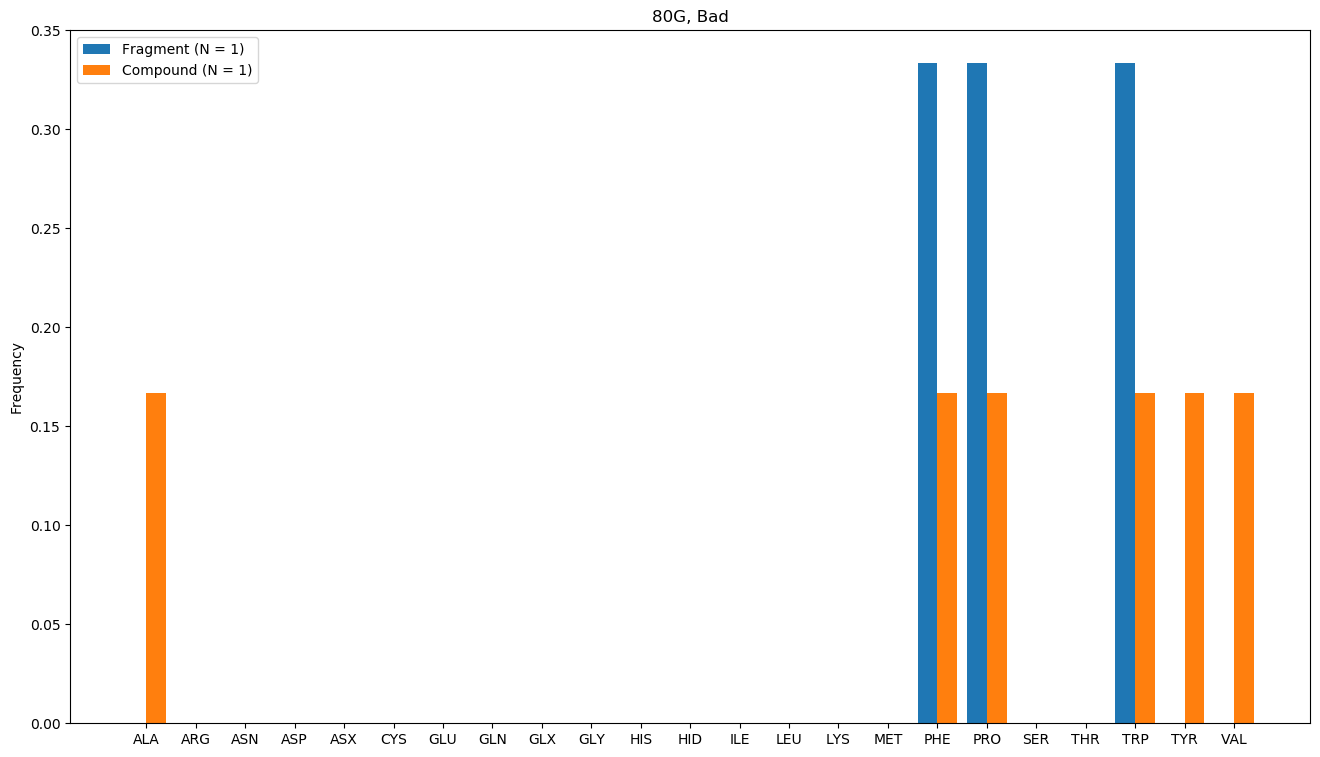 80G, Bad
Fragment (N = 1)
Compound (N = 1)
Frequency
0.35
0.30
0.25
0.20
0.15
0.10
0.05
0.00
ALA ARG ASN ASP ASX CYS GLU GLN GLX GLY HIS HID ILE LEU LYS MET PHE PRO SER THR TRP TYR VAL